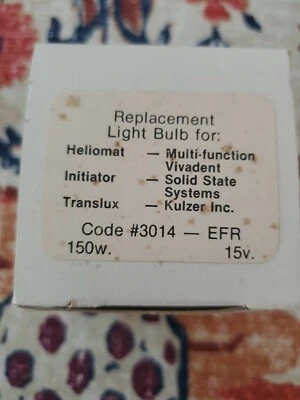 Replacement
Light Bulb for:
Heliomat — Multi-function
Vivadent
Initiator — Solid State
Systems
Translux — Kulzer Inc.
Code #3014 — EFR
150w. 15v.